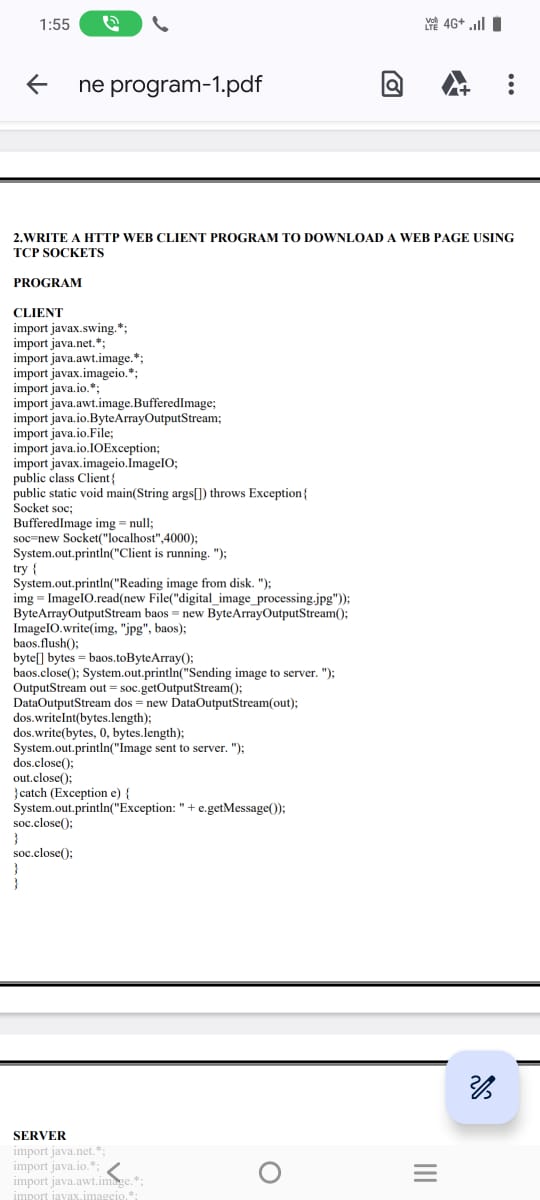 1:55
Vo) LTE 4G+
ne program-1.pdf
2.WRITE A HTTP WEB CLIENT PROGRAM TO DOWNLOAD A WEB PAGE USING
TCP SOCKETS
PROGRAM
CLIENT
import javax.swing.*;
import java.net.*;
import java.awt.image.*;
import javax.imageio.*;
import java.io.*;
import java.awt.image.BufferedImage;
import java.io.ByteArrayOutputStream;
import java.io.File;
import java.io.IOException;
import javax.imageio.ImageIO;
public class Client{
public static void main(String args[]) throws Exception{
Socket soc;
BufferedImage img = null;
soc=new Socket("localhost",4000);
System.out.println("Client is running. ");
try {
System.out.println("Reading image from disk. ");
img = ImageIO.read(new File("digital_image_processing.jpg"));
ByteArrayOutputStream baos = new ByteArrayOutputStream();
ImageIO.write(img, "jpg", baos);
baos.flush();
byte[] bytes = baos.toByteArray();
baos.close(); System.out.println("Sending image to server. ");
OutputStream out = soc.getOutputStream();
DataOutputStream dos = new DataOutputStream(out);
dos.writeInt(bytes.length);
dos.write(bytes, 0, bytes.length);
System.out.println("Image sent to server. ");
dos.close();
out.close();
}catch (Exception e) {
System.out.println("Exception: " + e.getMessage());
soc.close();
}
soc.close();
}
}
SERVER
import java.net.*;
import java.io.*;
import java.awt.image.*;
import javax.imageio.*;